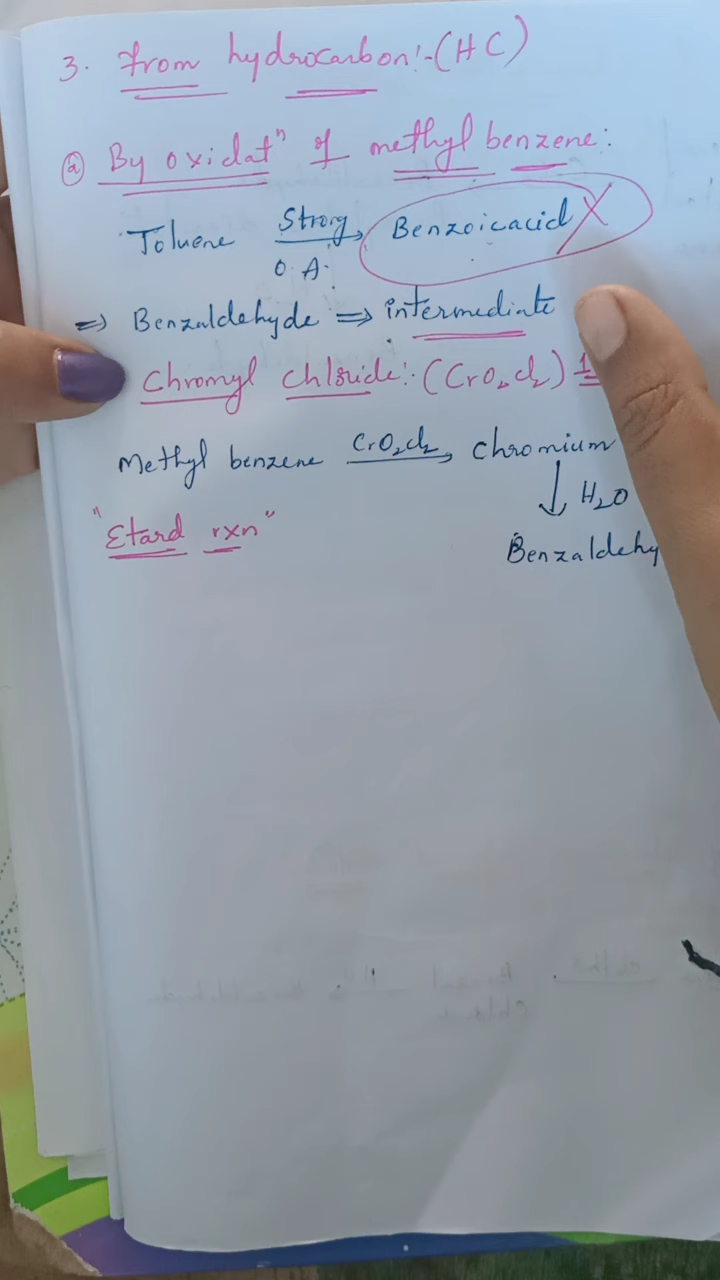 3. From hydrocarbon:-(HC)
ⓐ By oxidatⁿ of methyl benzene:
Toluene Strong O.A. Benzoicacid X
⇒ Benzaldehyde ⇒ intermediate
Chromyl Chloride:-(CrO₂Cl₂) 1
Methyl benzene CrO₂Cl₂ Chromium
↓ H₂O
"Etard rxn"
Benzaldehy